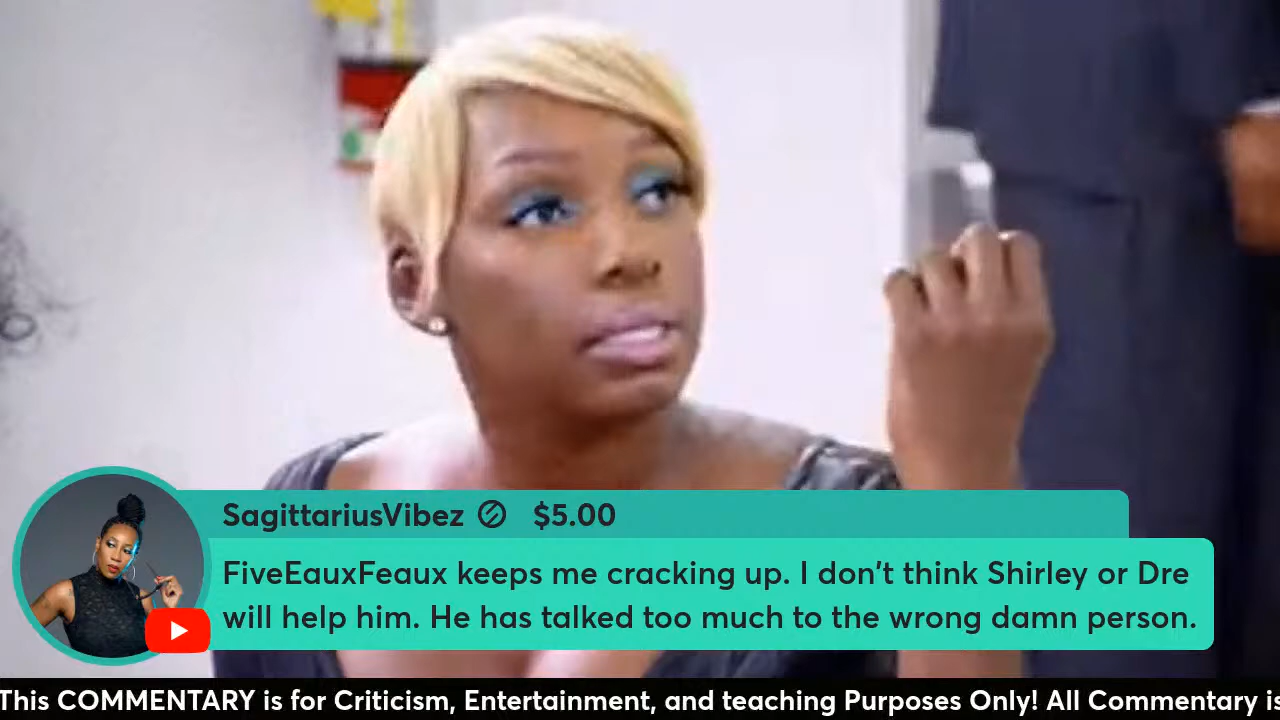 SagittariusVibez $5.00
FiveEauxFeaux keeps me cracking up. I don't think Shirley or Dre
will help him. He has talked too much to the wrong damn person.
This COMMENTARY is for Criticism, Entertainment, and teaching Purposes Only! All Commentary is